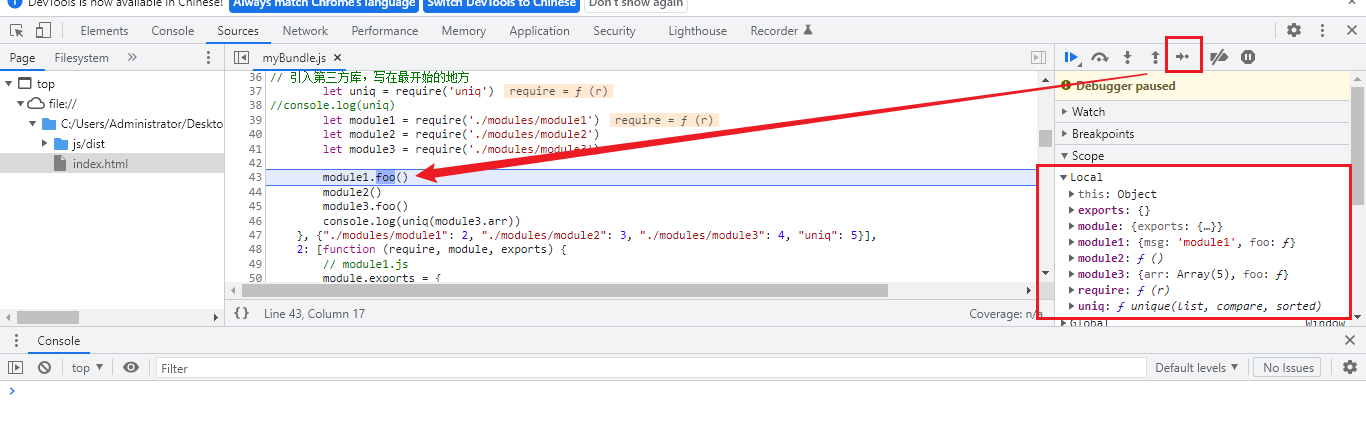 DevTools is now available in Chinese!
Always match Chrome's language
Switch DevTools to Chinese
Don't show again
Elements Console Sources Network Performance Memory Application Security Lighthouse Recorder
Page Filesystem »
myBundle.js ×
top
file://
C:/Users/Administrator/Deskto
js/dist
index.html
36 // 引入第三方库，写在最开始的地方
37 let uniq = require('uniq') require = ƒ (r)
38 //console.log(uniq)
39 let module1 = require('./modules/module1') require = ƒ (r)
40 let module2 = require('./modules/module2')
41 let module3 = require('./modules/module3')
42
43 module1.foo()
44 module2()
45 module3.foo()
46 console.log(uniq(module3.arr))
47 }, {"./modules/module1": 2, "./modules/module2": 3, "./modules/module3": 4, "uniq": 5}],
48 2: [function (require, module, exports) {
49 // module1.js
50 module.exports = {
{} Line 43, Column 17
Coverage: n/a
Debugger paused
Watch
Breakpoints
Scope
Local
this: Object
exports: {}
module: {exports: {…}}
module1: {msg: 'module1', foo: ƒ}
module2: ƒ ()
module3: {arr: Array(5), foo: ƒ}
require: ƒ (r)
uniq: ƒ unique(list, compare, sorted)
Global Window
Console
top
Filter
Default levels
No Issues